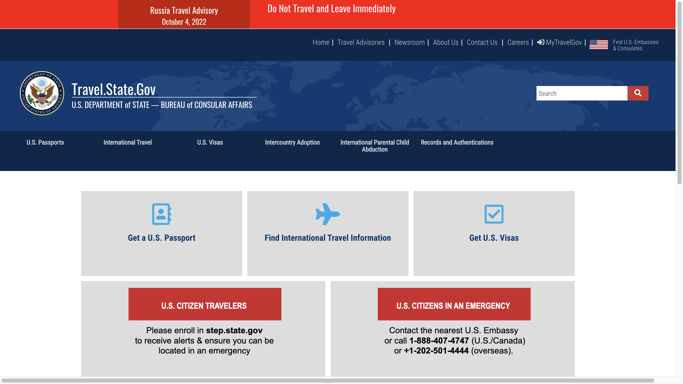 Russia Travel Advisory
October 4, 2022
Do Not Travel and Leave Immediately
Home | Travel Advisories | Newsroom | About Us | Contact Us | Careers | MyTravelGov |
Find U.S. Embassies
& Consulates
Travel.State.Gov
U.S. DEPARTMENT of STATE — BUREAU of CONSULAR AFFAIRS
Search
U.S. Passports
International Travel
U.S. Visas
Intercountry Adoption
International Parental Child
Abduction
Records and Authentications
Get a U.S. Passport
Find International Travel Information
Get U.S. Visas
U.S. CITIZEN TRAVELERS
Please enroll in step.state.gov
to receive alerts & ensure you can be
located in an emergency
U.S. CITIZENS IN AN EMERGENCY
Contact the nearest U.S. Embassy
or call 1-888-407-4747 (U.S./Canada)
or +1-202-501-4444 (overseas).